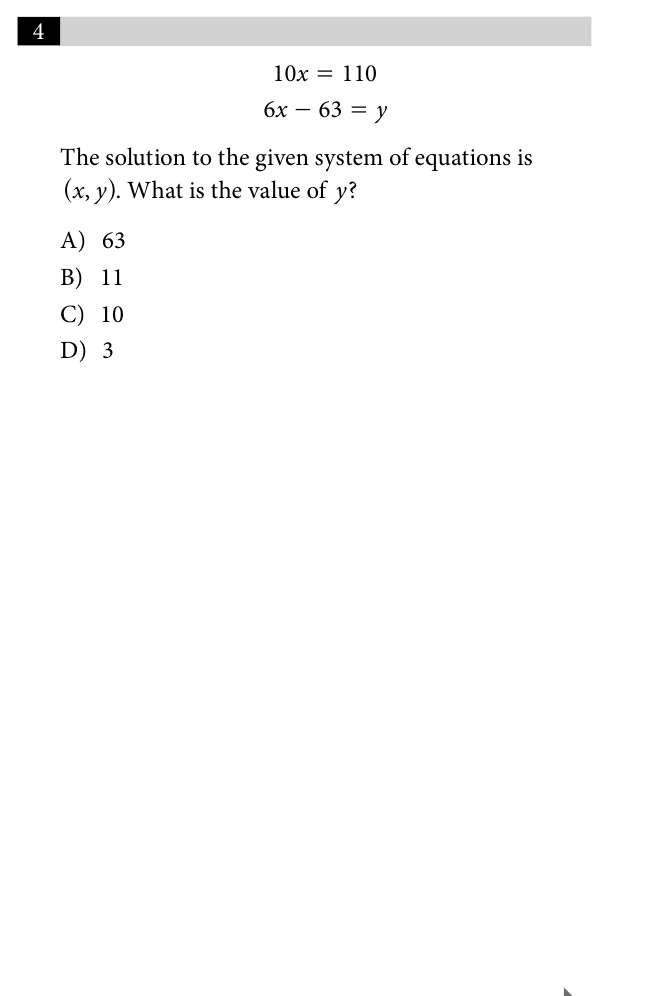 4
10x = 110
6x − 63 = y
The solution to the given system of equations is
(x, y). What is the value of y?
A) 63
B) 11
C) 10
D) 3